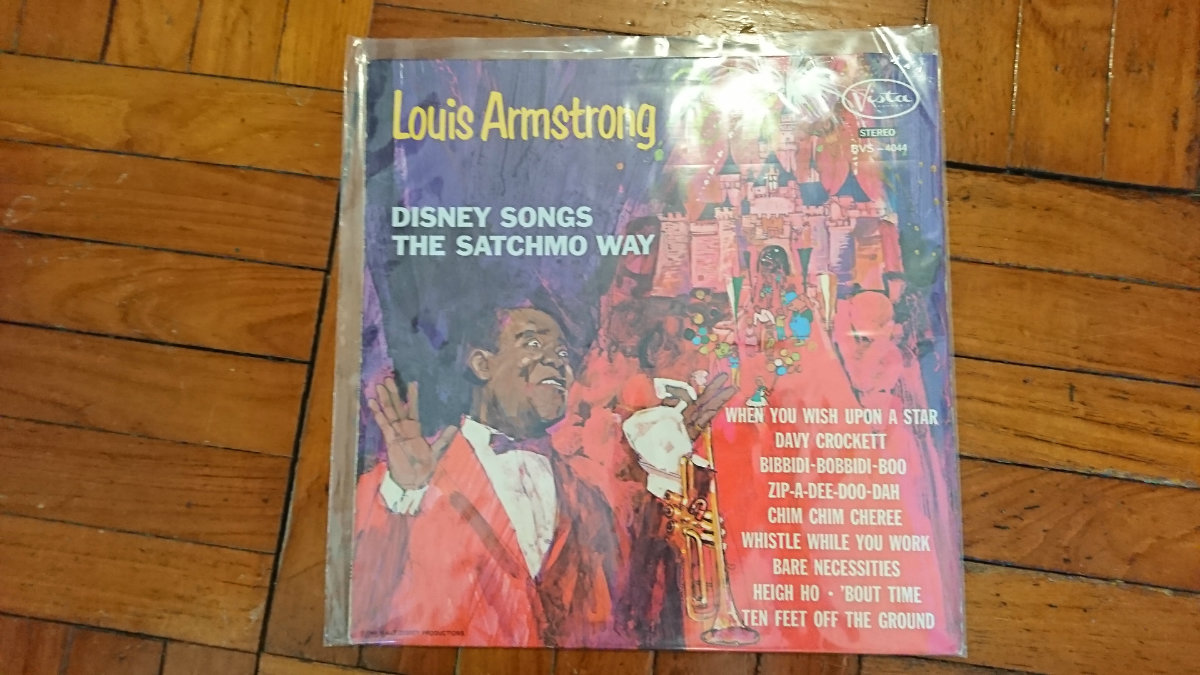 Louis Armstrong
Vista
STEREO
BVS-4044
DISNEY SONGS
THE SATCHMO WAY
WHEN YOU WISH UPON A STAR
DAVY CROCKETT
BIBBIDI-BOBBIDI-BOO
ZIP-A-DEE-DOO-DAH
CHIM CHIM CHEREE
WHISTLE WHILE YOU WORK
BARE NECESSITIES
HEIGH HO • 'BOUT TIME
TEN FEET OFF THE GROUND
DISNEY PRODUCTIONS